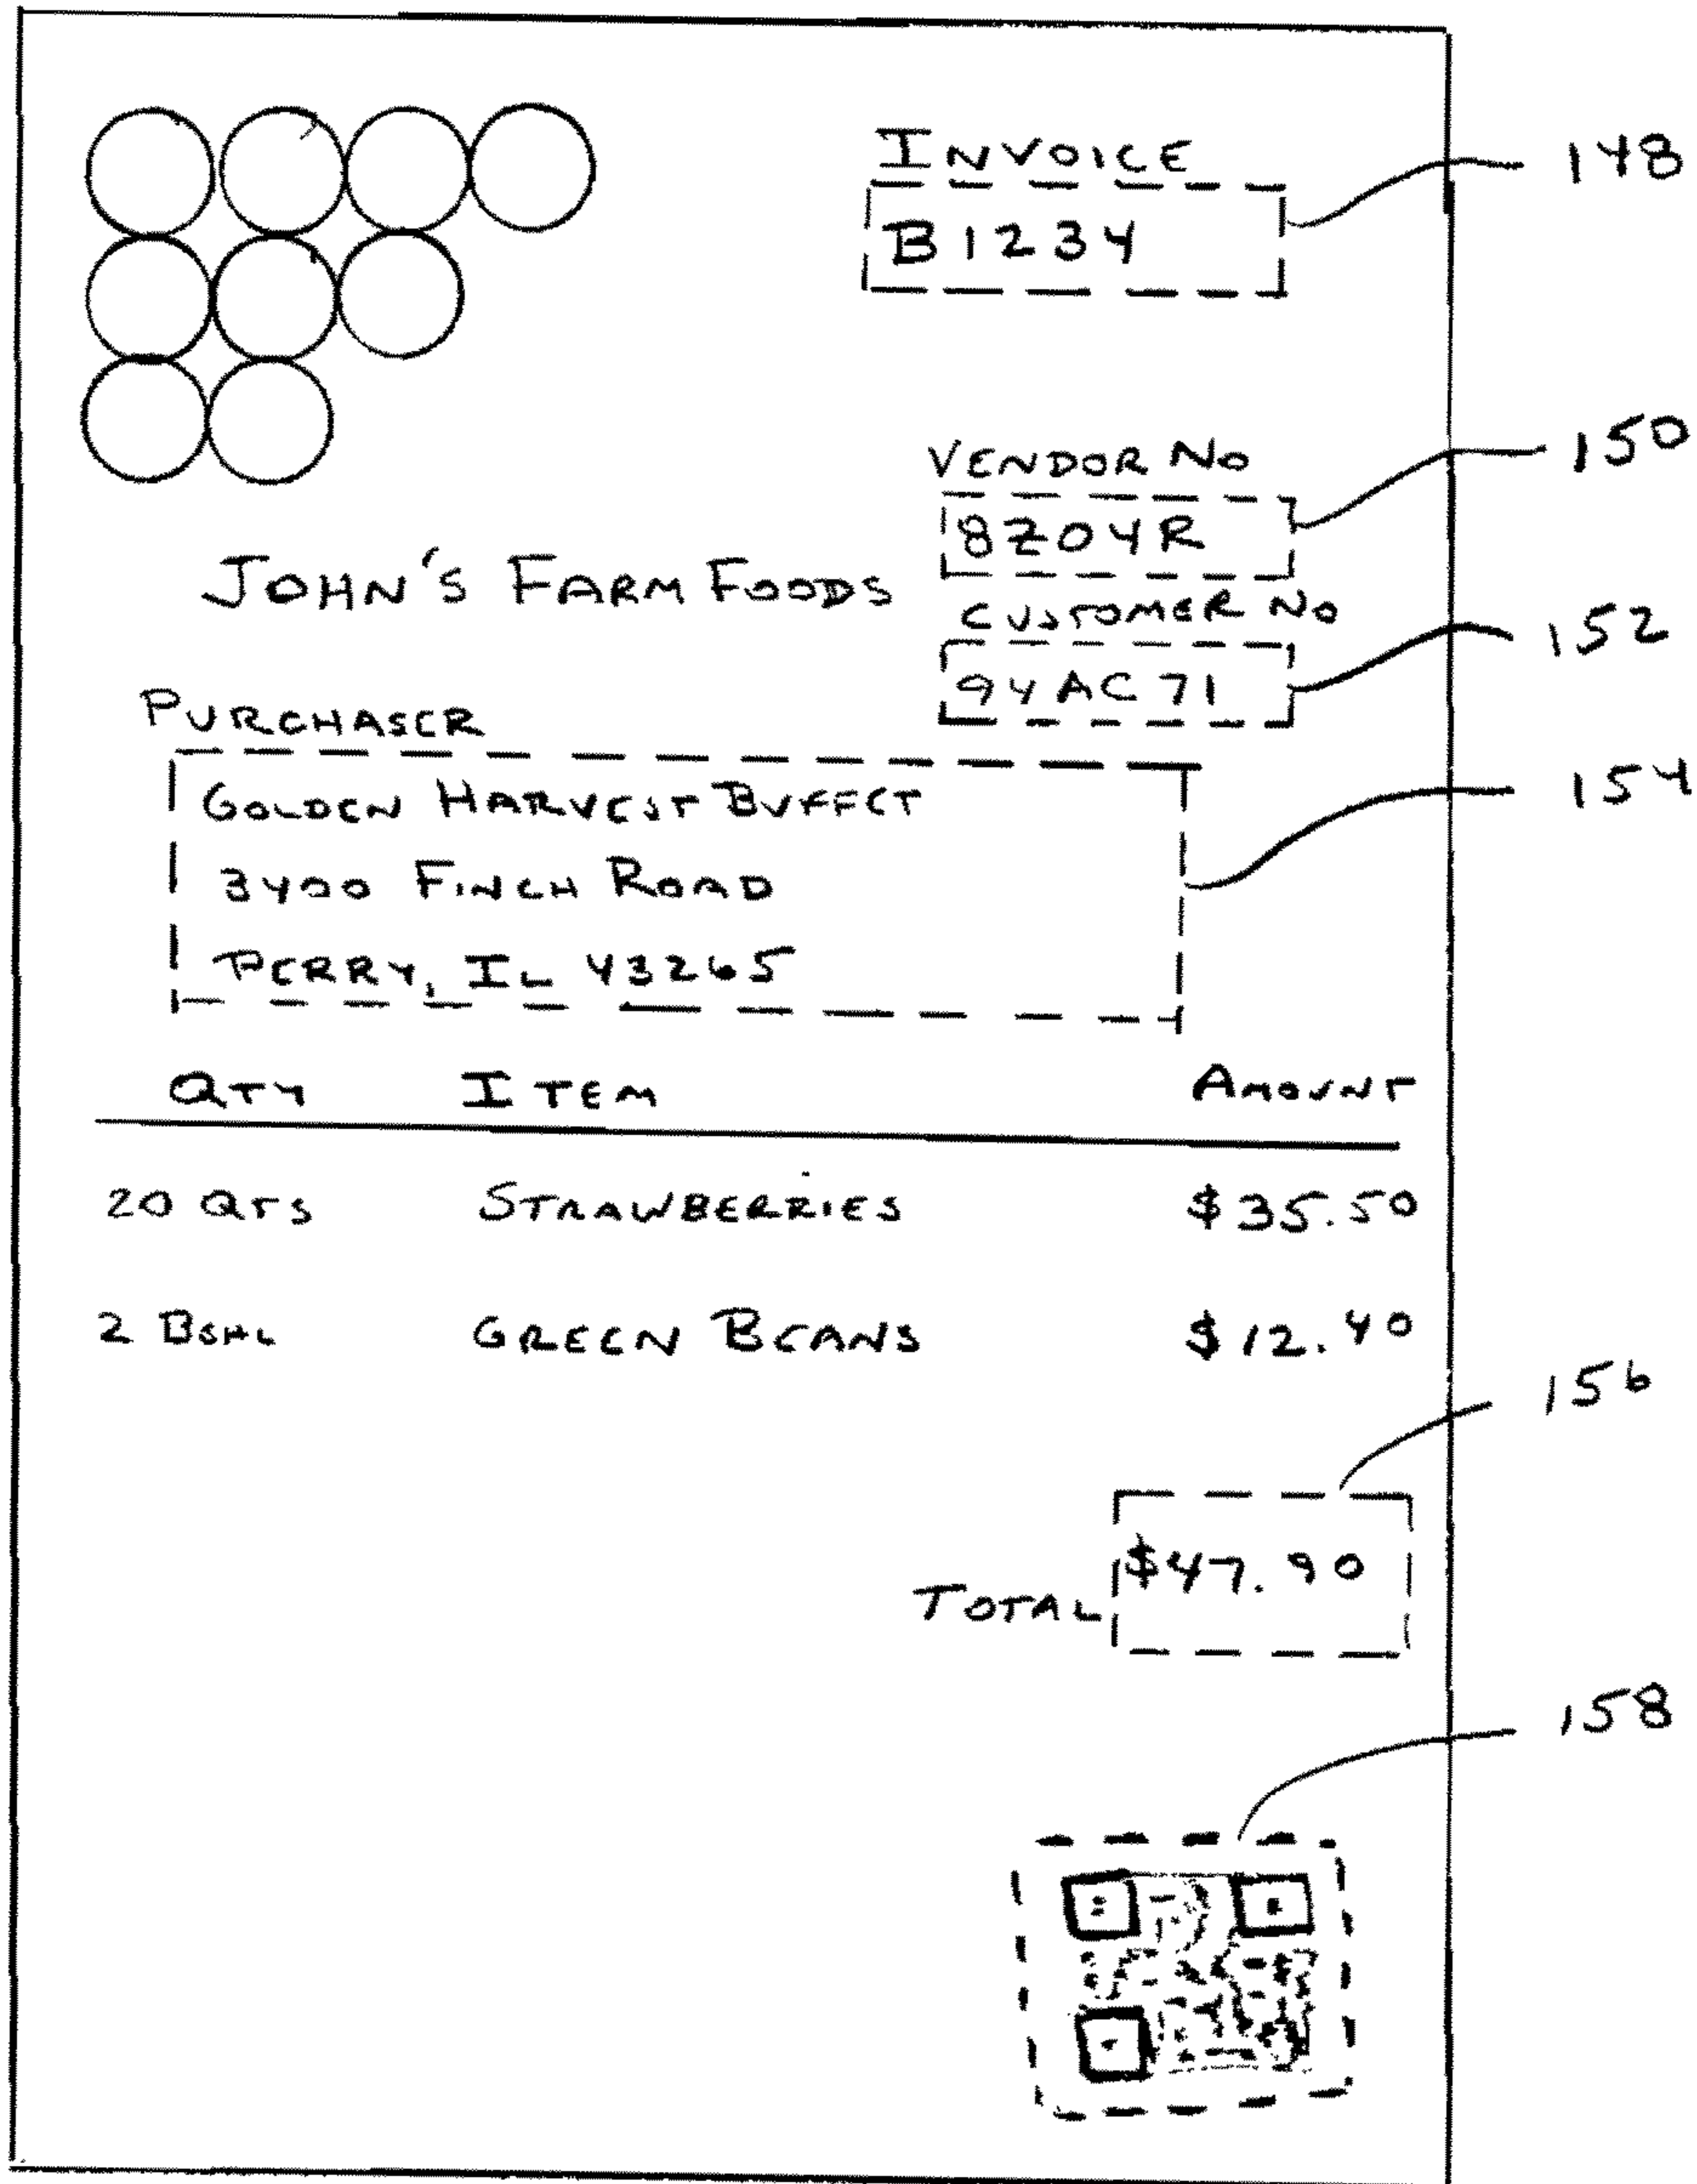 INVOICE
148
B1234
VENDOR NO
150
8Z04R
JOHN'S FARM FOODS
CUSTOMER NO
152
94AC71
PURCHASER
154
GOLDEN HARVEST BUFFET
3400 FINCH ROAD
PERRY, IL 43265
QTY ITEM AMOUNT
20 QTS STRAWBERRIES $35.50
2 BSHL GREEN BEANS $12.40
156
TOTAL $47.90
158